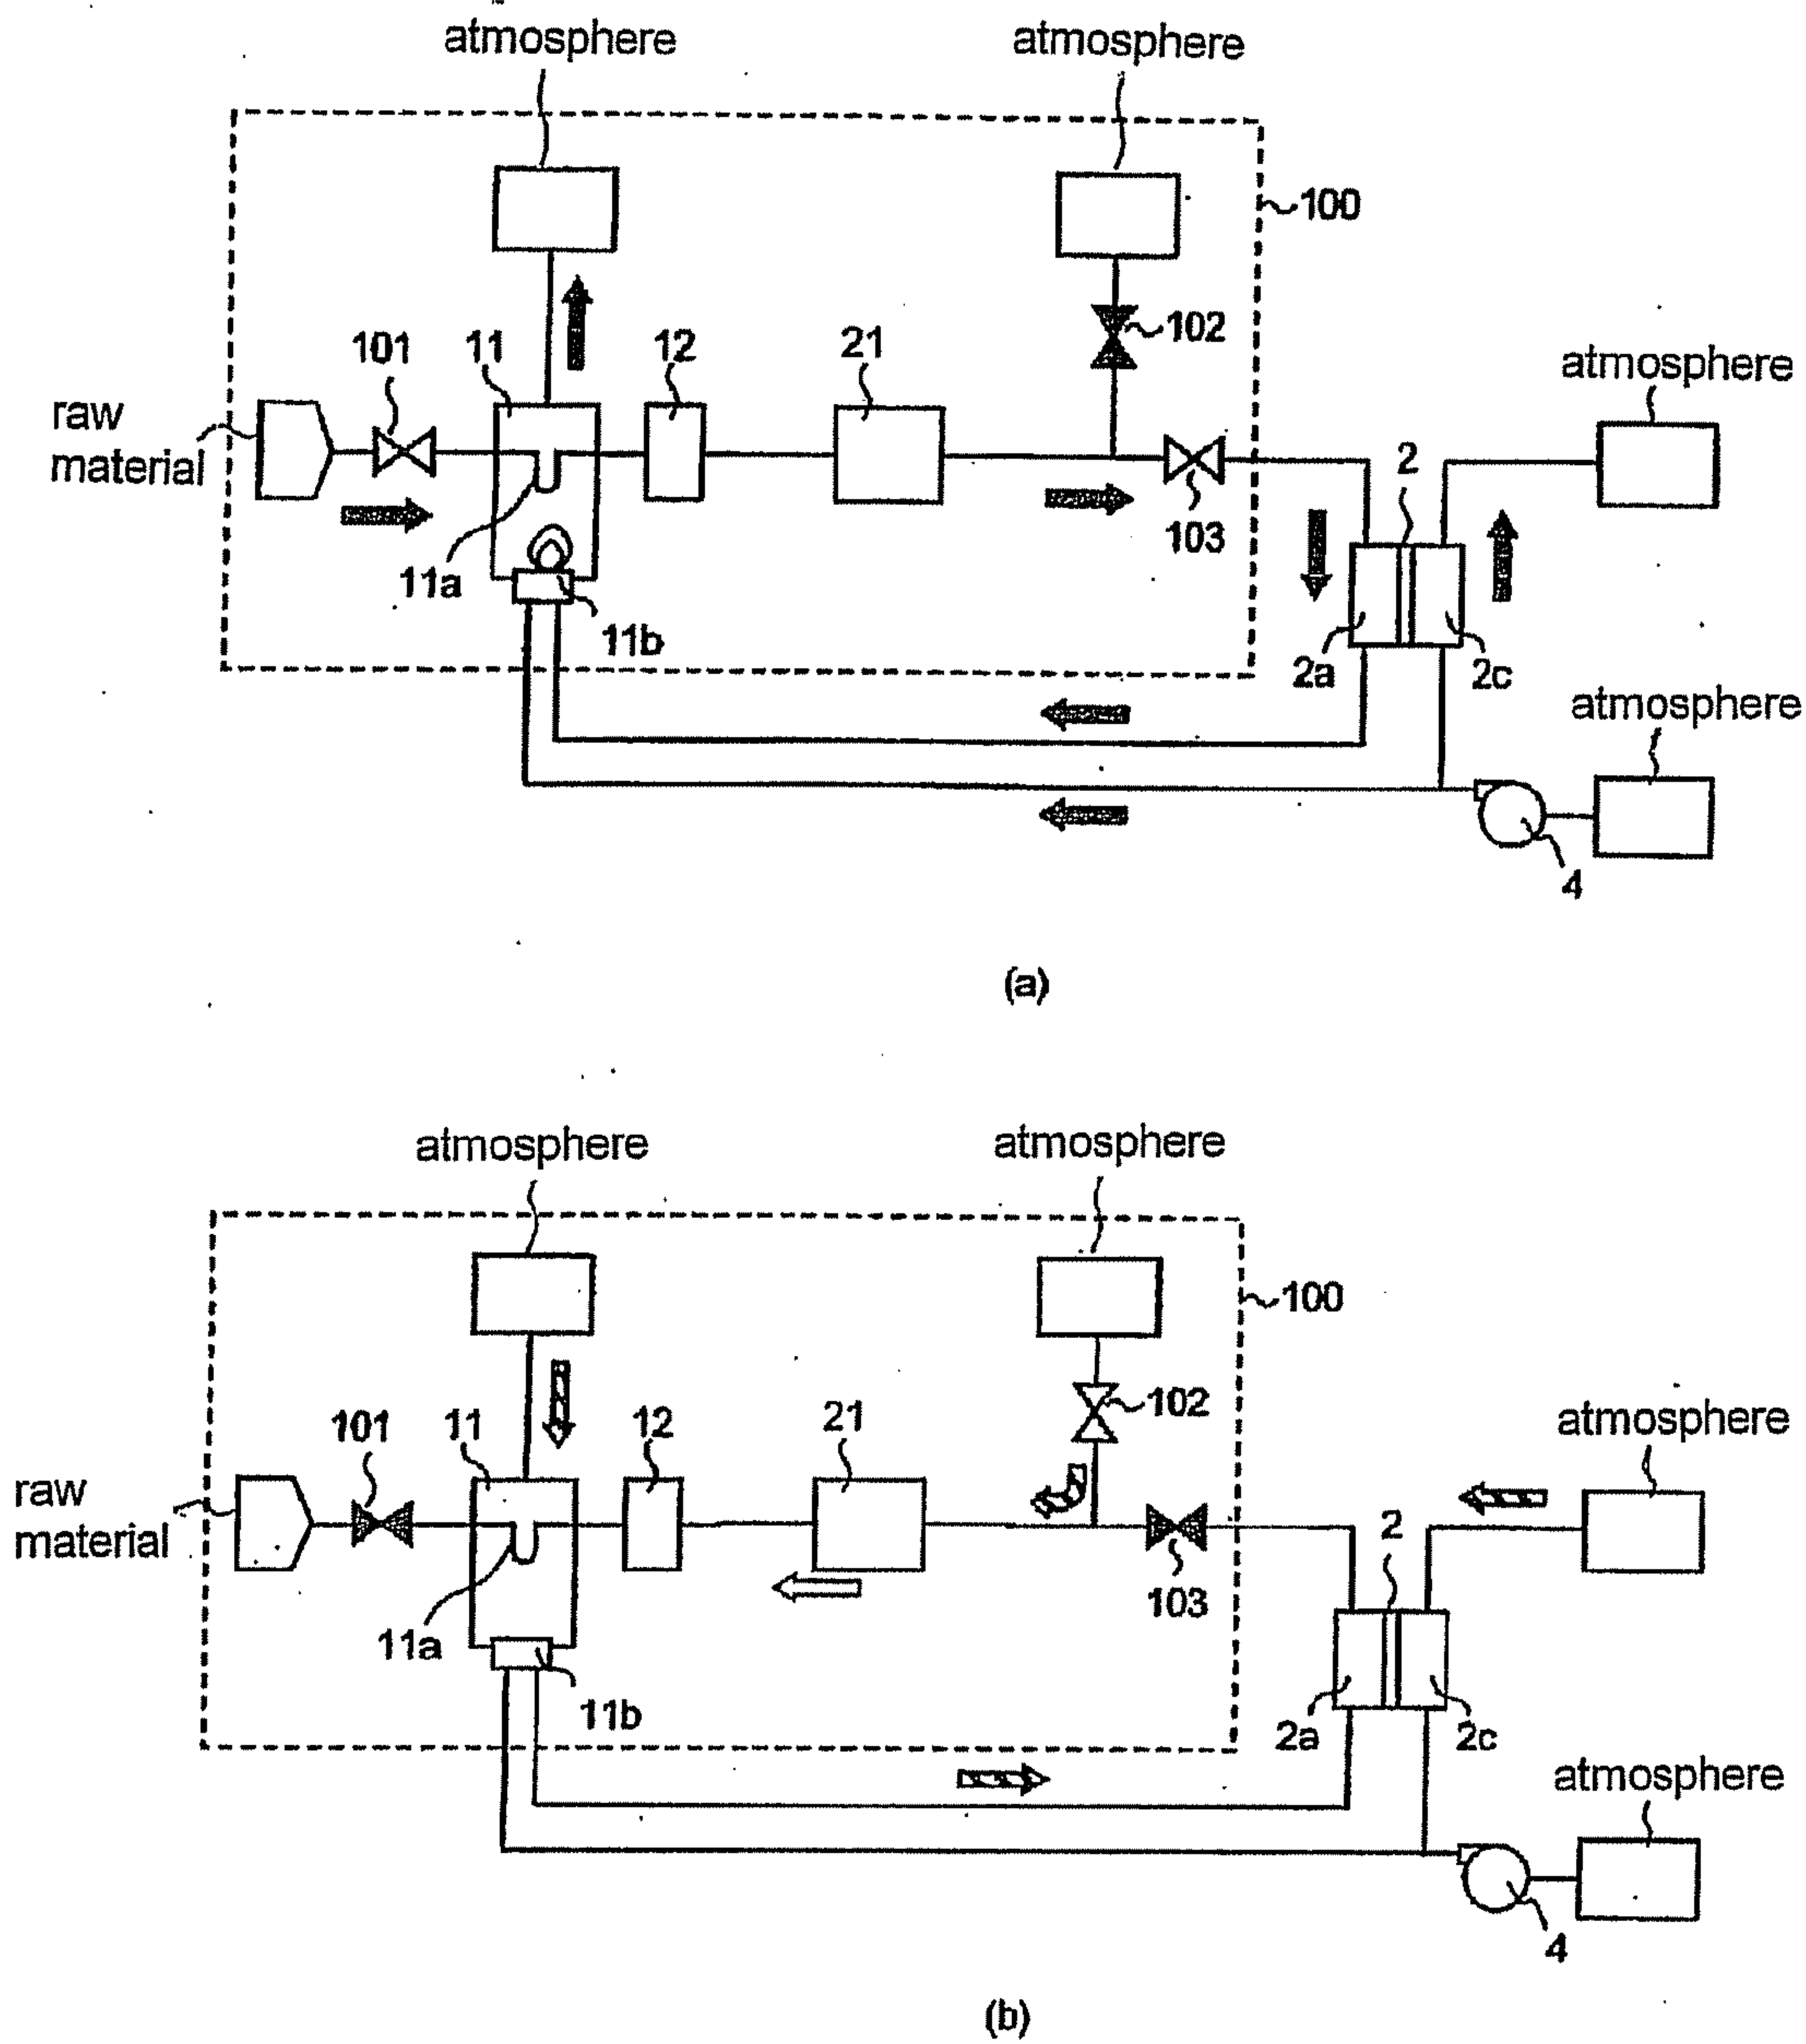 atmosphere
atmosphere
100
102
101
11
12
21
atmosphere
raw
material
2
103
11a
11b
2a
2c
atmosphere
4
(a)
atmosphere
atmosphere
100
102
101
11
12
21
atmosphere
raw
material
2
103
11a
11b
2a
2c
atmosphere
4
(b)